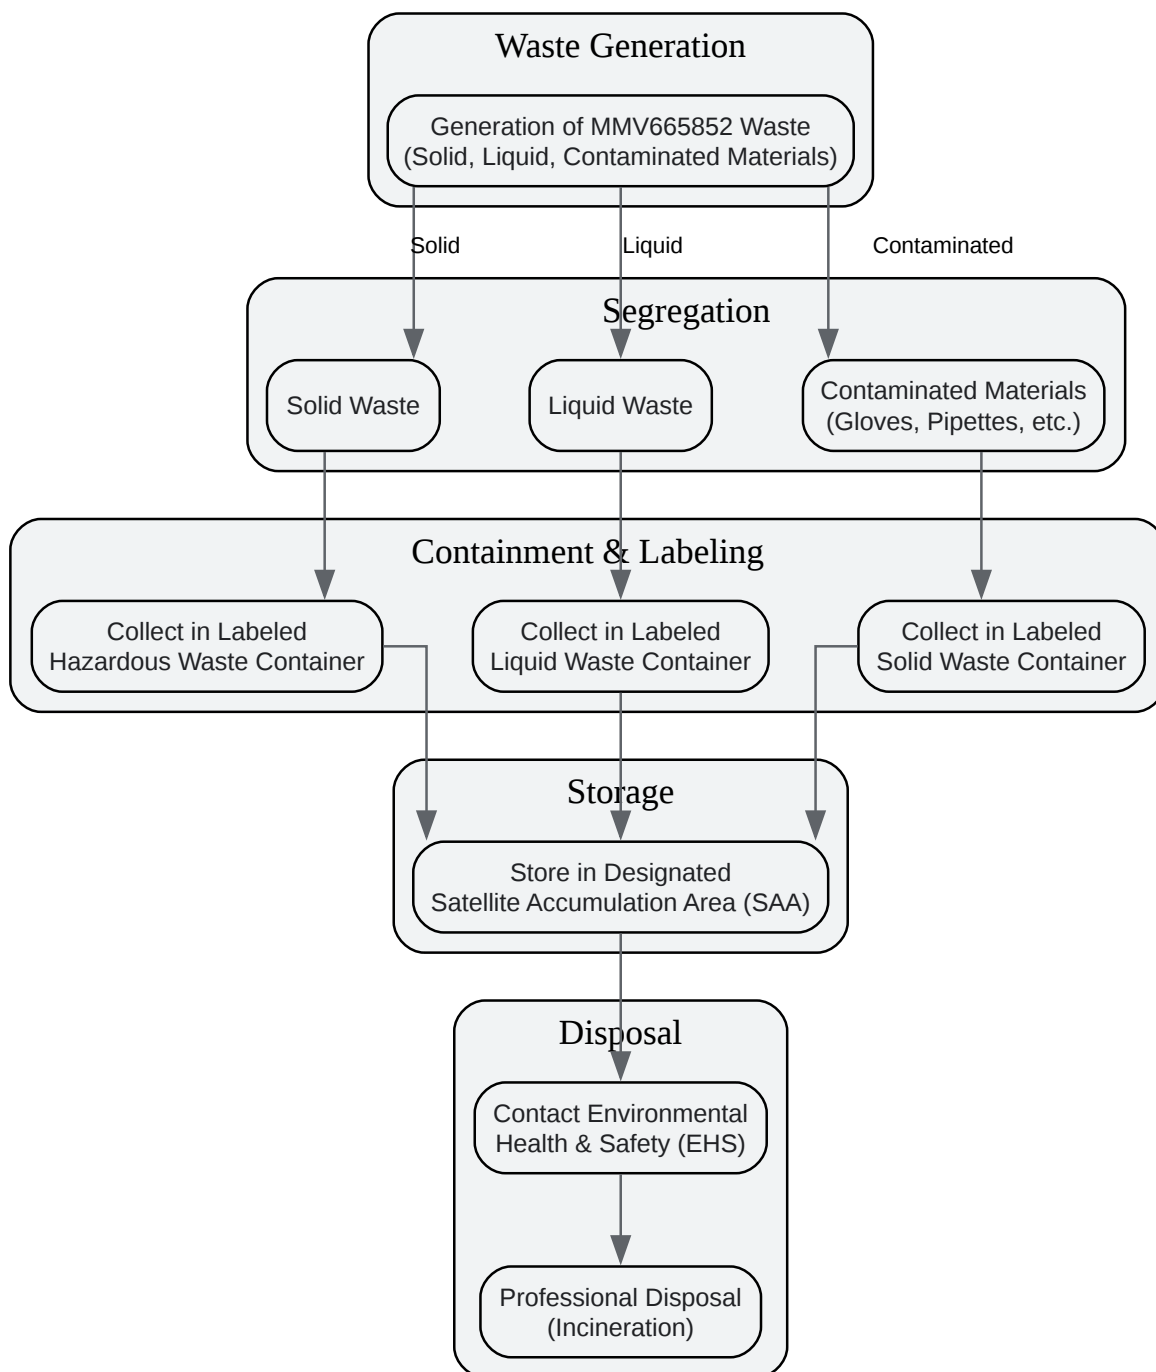 Waste Generation
Generation of MMV665852 Waste
(Solid, Liquid, Contaminated Materials)
Solid
Liquid
Contaminated
Segregation
Solid Waste
Liquid Waste
Contaminated Materials
(Gloves, Pipettes, etc.)
Containment & Labeling
Collect in Labeled
Hazardous Waste Container
Collect in Labeled
Liquid Waste Container
Collect in Labeled
Solid Waste Container
Storage
Store in Designated
Satellite Accumulation Area (SAA)
Disposal
Contact Environmental
Health & Safety (EHS)
Professional Disposal
(Incineration)